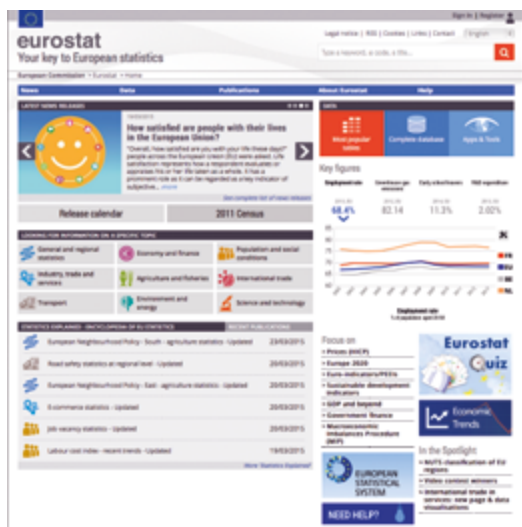 Sign In | Register
eurostat
Your key to European statistics
Legal notice | RSS | Cookies | Links | Contact
English
Type a keyword, a code, a title...
European Commission > Eurostat > Home
News
Data
Publications
About Eurostat
Help
LATEST NEWS RELEASES
How satisfied are people with their lives
in the European Union?
"Overall, how satisfied are you with your life these days?"
people across the European Union (EU) were asked. Life
satisfaction represents how a respondent evaluates or
appraises his or her life taken as a whole. It has a
prominent role as it can be regarded as a key indicator of
subjective... more
See complete list of news releases
Release calendar
2011 Census
DATA
Most popular
tables
Complete database
Apps & Tools
Key figures
Employment rate
Greenhouse gas
emissions
Early school leavers
R&D expenditure
68.4%
82.14
11.3%
2.02%
85
80
75
70
65
60
FR
EU
BE
NL
Employment rate
LOOKING FOR INFORMATION ON A SPECIFIC TOPIC
General and regional
statistics
Economy and finance
Population and social
conditions
Industry, trade and
services
Agriculture and fisheries
International trade
Transport
Environment and
energy
Science and technology
STATISTICS EXPLAINED - ENCYCLOPEDIA OF EU STATISTICS
RECENT PUBLICATIONS
European Neighbourhood Policy - South - agriculture statistics - Updated
23/03/2015
Road safety statistics at regional level - Updated
20/03/2015
European Neighbourhood Policy - East - agriculture statistics - Updated
20/03/2015
E-commerce statistics - Updated
20/03/2015
Job vacancy statistics - Updated
20/03/2015
Labour cost index - recent trends - Updated
19/03/2015
More 'Statistics Explained'
Focus on
Prices (HICP)
Europe 2020
Euro-indicators/PEEIs
Sustainable development
indicators
GDP and beyond
Government finance
Macroeconomic
Imbalances Procedure
(MIP)
Eurostat
Quiz
Economic
Trends
EUROPEAN
STATISTICAL
SYSTEM
NEED HELP?
In the Spotlight
NUTS classification of EU
regions
Video contest winners
International trade in
services: new page & data
visualisations